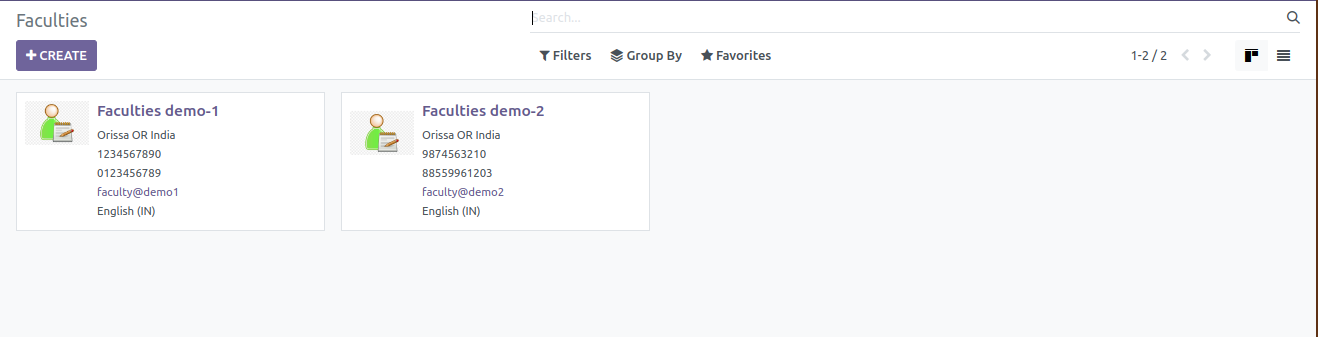 Faculties
Search...
CREATE
Filters Group By Favorites
1-2 / 2
Faculties demo-1
Orissa OR India
1234567890
0123456789
faculty@demo1
English (IN)
Faculties demo-2
Orissa OR India
9874563210
88559961203
faculty@demo2
English (IN)